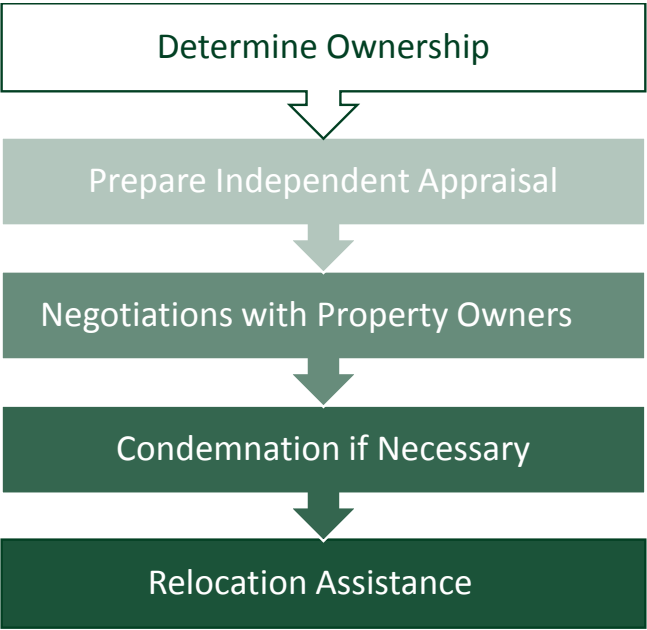 Determine Ownership
Prepare Independent Appraisal
Negotiations with Property Owners
Condemnation if Necessary
Relocation Assistance